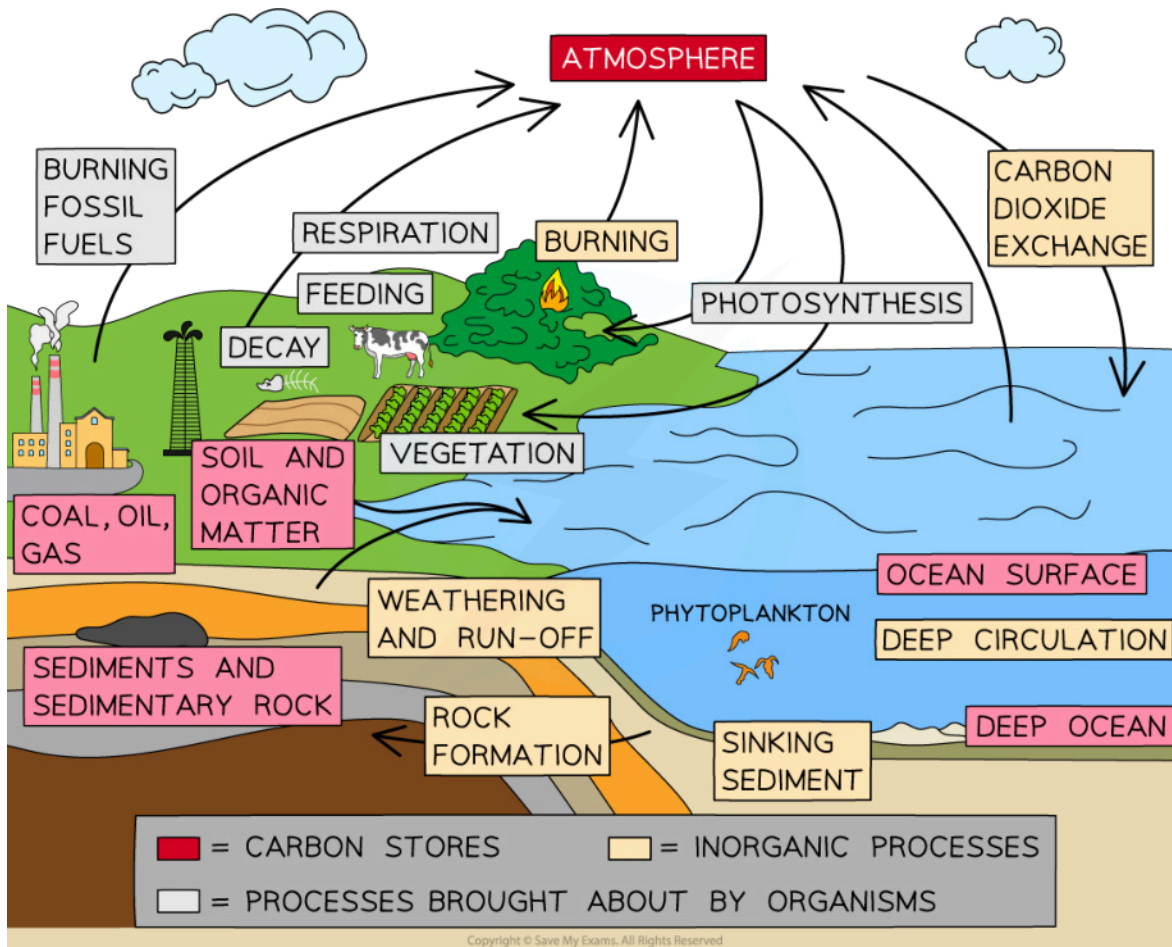 ATMOSPHERE
BURNING
FOSSIL
FUELS
CARBON
DIOXIDE
EXCHANGE
RESPIRATION
BURNING
FEEDING
PHOTOSYNTHESIS
DECAY
VEGETATION
SOIL AND
ORGANIC
MATTER
COAL, OIL,
GAS
OCEAN SURFACE
WEATHERING
AND RUN-OFF
PHYTOPLANKTON
DEEP CIRCULATION
SEDIMENTS AND
SEDIMENTARY ROCK
ROCK
FORMATION
SINKING
SEDIMENT
DEEP OCEAN
= CARBON STORES
= INORGANIC PROCESSES
= PROCESSES BROUGHT ABOUT BY ORGANISMS
Copyright © Save My Exams. All Rights Reserved